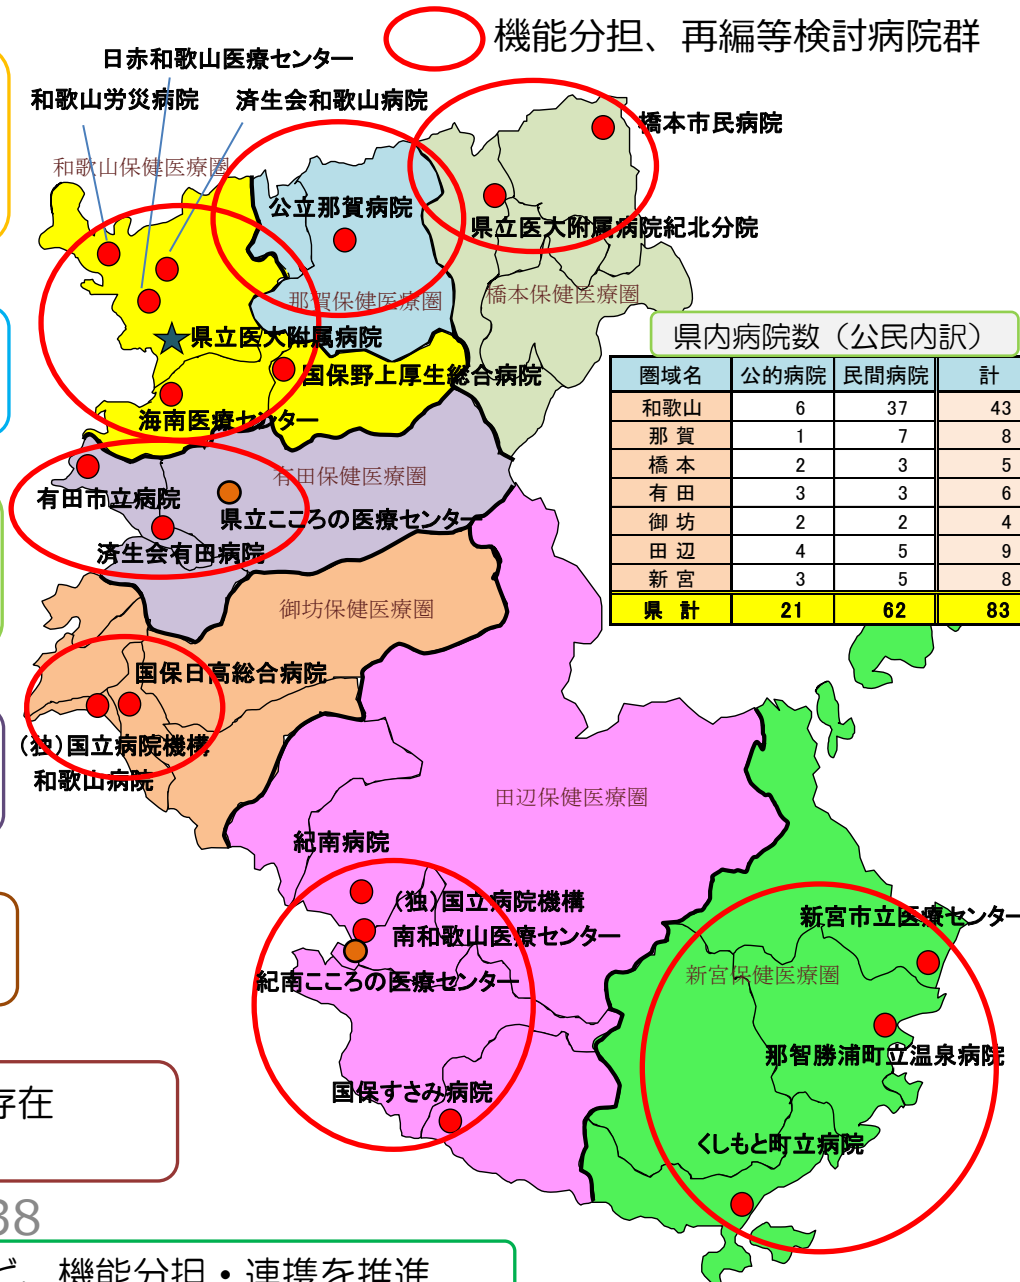 機能分担、再編等検討病院群
日赤和歌山医療センター
和歌山労災病院
済生会和歌山病院
橋本市民病院
和歌山保健医療圏
公立那賀病院
県立医大附属病院紀北分院
那賀保健医療圏
橋本保健医療圏
県立医大附属病院
国保野上厚生総合病院
海南医療センター
県内病院数（公民内訳）
圏域名 公的病院 民間病院 計
和歌山 6 37 43
那 賀 1 7 8
橋 本 2 3 5
有 田 3 3 6
御 坊 2 2 4
田 辺 4 5 9
新 宮 3 5 8
県 計 21 62 83
有田保健医療圏
有田市立病院
県立こころの医療センター
済生会有田病院
御坊保健医療圏
国保日高総合病院
（独）国立病院機構
和歌山病院
田辺保健医療圏
紀南病院
（独）国立病院機構
南和歌山医療センター
紀南こころの医療センター
国保すさみ病院
新宮市立医療センター
新宮保健医療圏
那智勝浦町立温泉病院
くしもと町立病院
存在
38
機能分担・連携を推進